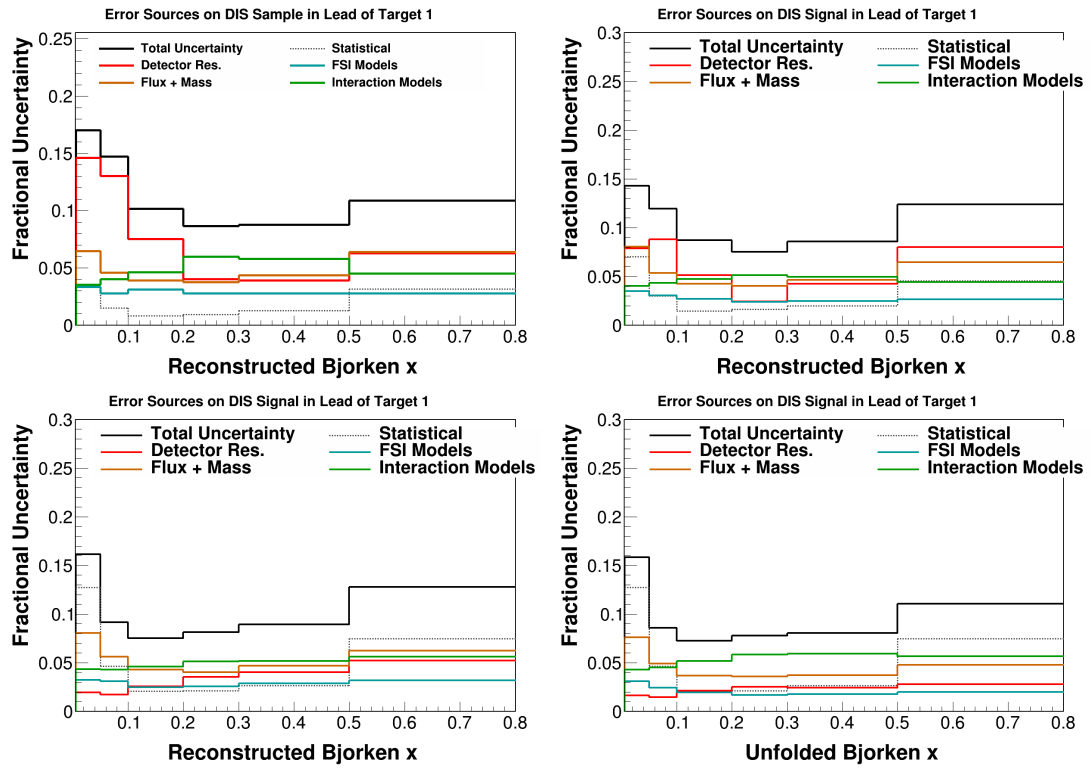 Error Sources on DIS Sample in Lead of Target 1
Fractional Uncertainty
0.25
0.2
0.15
0.1
0.05
0
Total Uncertainty
Detector Res.
Flux + Mass
Statistical
FSI Models
Interaction Models
0.1 0.2 0.3 0.4 0.5 0.6 0.7 0.8
Reconstructed Bjorken x
Error Sources on DIS Signal in Lead of Target 1
Fractional Uncertainty
0.3
0.3
0.2
0.15
0.1
0.05
0
Total Uncertainty
Detector Res.
Flux + Mass
Statistical
FSI Models
Interaction Models
0.1 0.2 0.3 0.4 0.5 0.6 0.7 0.8
Reconstructed Bjorken x
Error Sources on DIS Signal in Lead of Target 1
Fractional Uncertainty
0.3
0.3
0.2
0.15
0.1
0.05
0
Total Uncertainty
Detector Res.
Flux + Mass
Statistical
FSI Models
Interaction Models
0.1 0.2 0.3 0.4 0.5 0.6 0.7 0.8
Reconstructed Bjorken x
Error Sources on DIS Signal in Lead of Target 1
Fractional Uncertainty
0.3
0.3
0.2
0.15
0.1
0.05
0
Total Uncertainty
Detector Res.
Flux + Mass
Statistical
FSI Models
Interaction Models
0.1 0.2 0.3 0.4 0.5 0.6 0.7 0.8
Unfolded Bjorken x